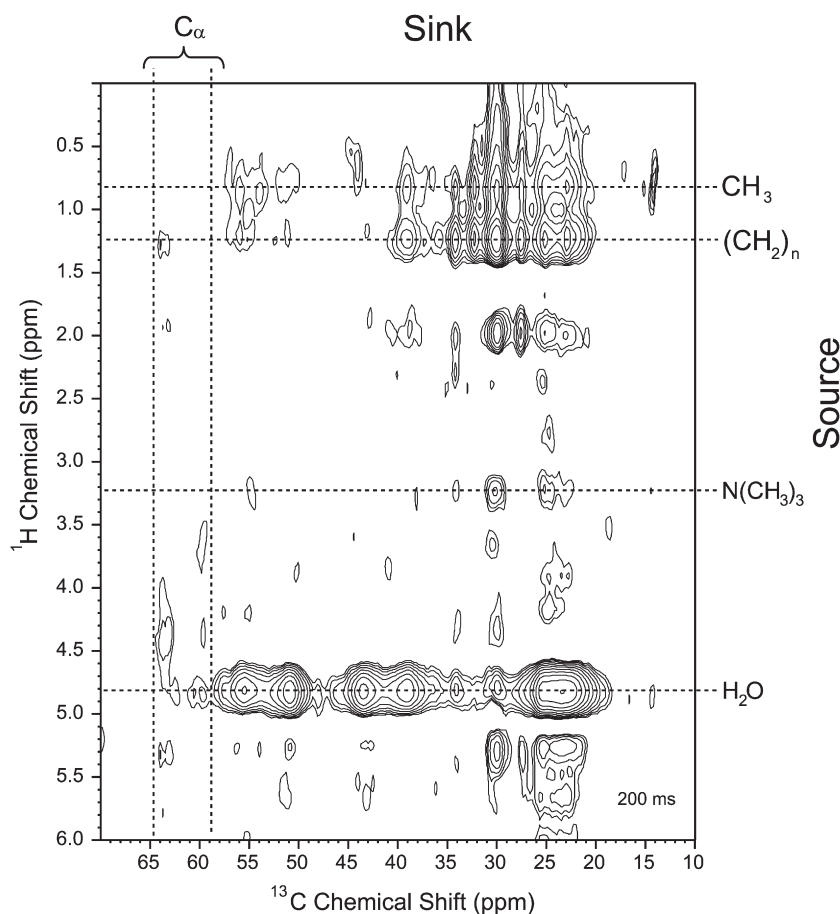 Cα
Sink
0.5
1.0
1.5
2.0
2.5
3.0
3.5
4.0
4.5
5.0
5.5
6.0
¹H Chemical Shift (ppm)
CH₃
(CH₂)ₙ
N(CH₃)₃
H₂O
Source
200 ms
65 60 55 50 45 40 35 30 25 20 15 10
¹³C Chemical Shift (ppm)